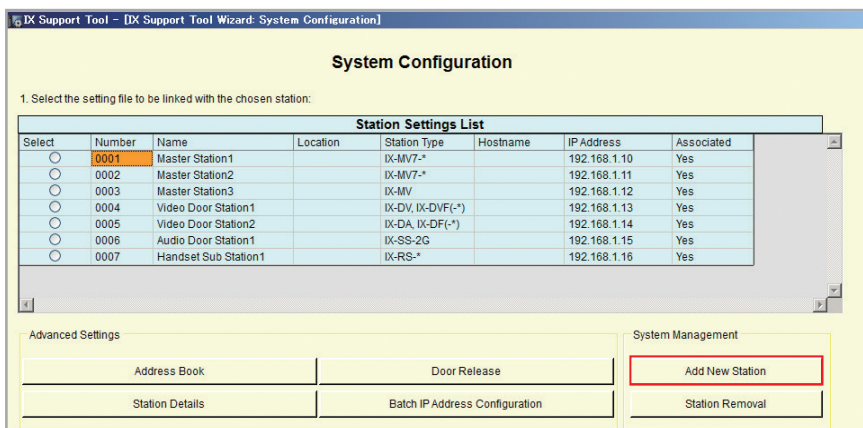 IX Support Tool - [IX Support Tool Wizard: System Configuration]
System Configuration
1. Select the setting file to be linked with the chosen station:
Station Settings List
Select Number Name Location Station Type Hostname IP Address Associated
0001 Master Station1 IX-MV7-* 192.168.1.10 Yes
0002 Master Station2 IX-MV7-* 192.168.1.11 Yes
0003 Master Station3 IX-MV 192.168.1.12 Yes
0004 Video Door Station1 IX-DV, IX-DVF(-*) 192.168.1.13 Yes
0005 Video Door Station2 IX-DA, IX-DF(-*) 192.168.1.14 Yes
0006 Audio Door Station1 IX-SS-2G 192.168.1.15 Yes
0007 Handset Sub Station1 IX-RS-* 192.168.1.16 Yes
Advanced Settings System Management
Address Book Door Release Add New Station
Station Details Batch IP Address Configuration Station Removal